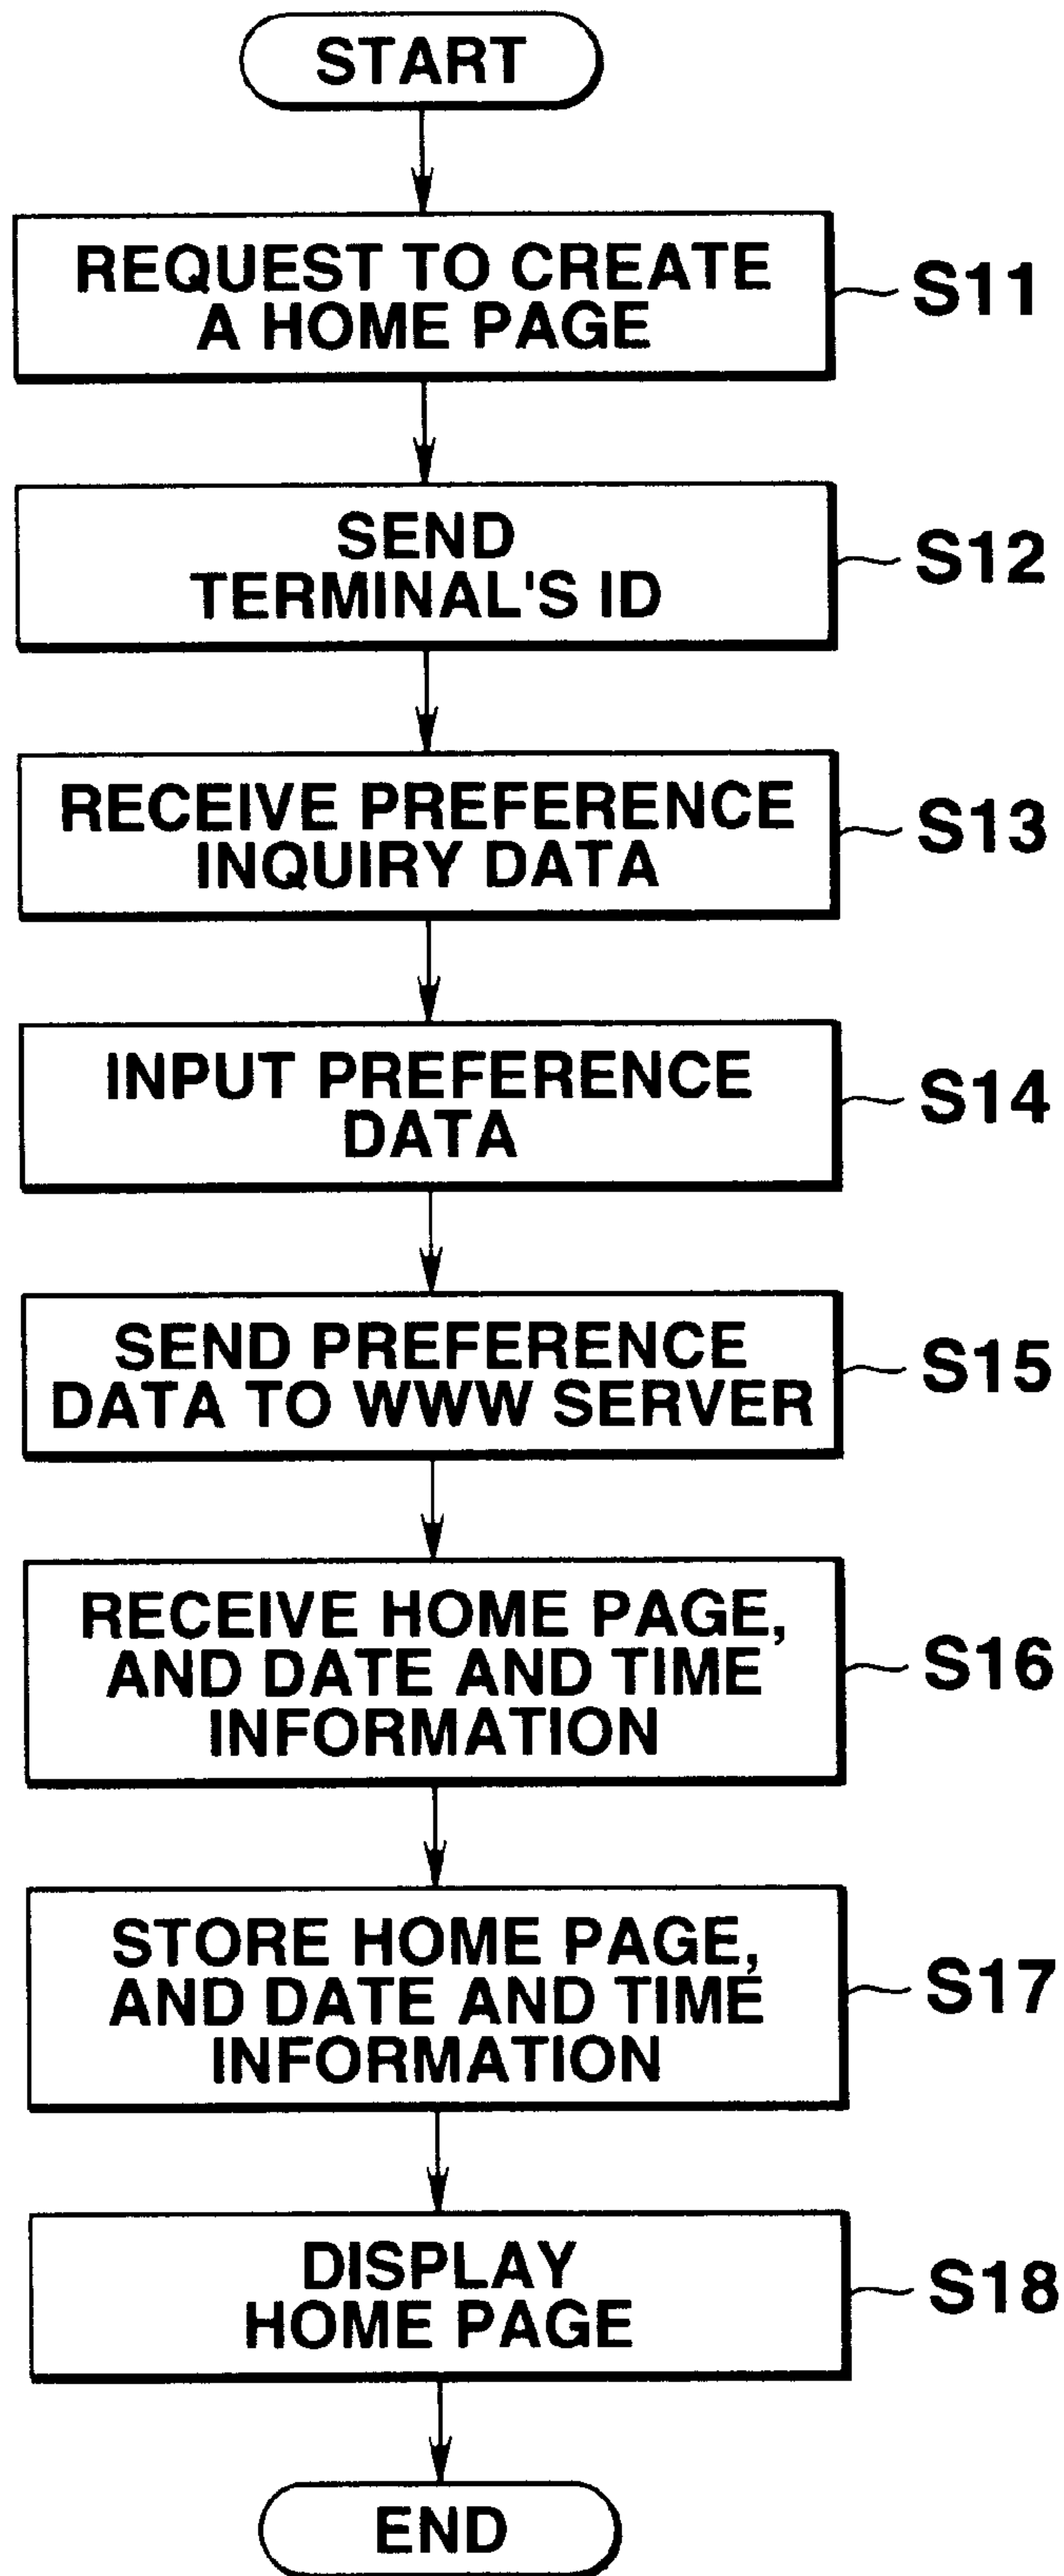 START
REQUEST TO CREATE
A HOME PAGE
S11
SEND
TERMINAL'S ID
S12
RECEIVE PREFERENCE
INQUIRY DATA
S13
INPUT PREFERENCE
DATA
S14
SEND PREFERENCE
DATA TO WWW SERVER
S15
RECEIVE HOME PAGE,
AND DATE AND TIME
INFORMATION
S16
STORE HOME PAGE,
AND DATE AND TIME
INFORMATION
S17
DISPLAY
HOME PAGE
S18
END